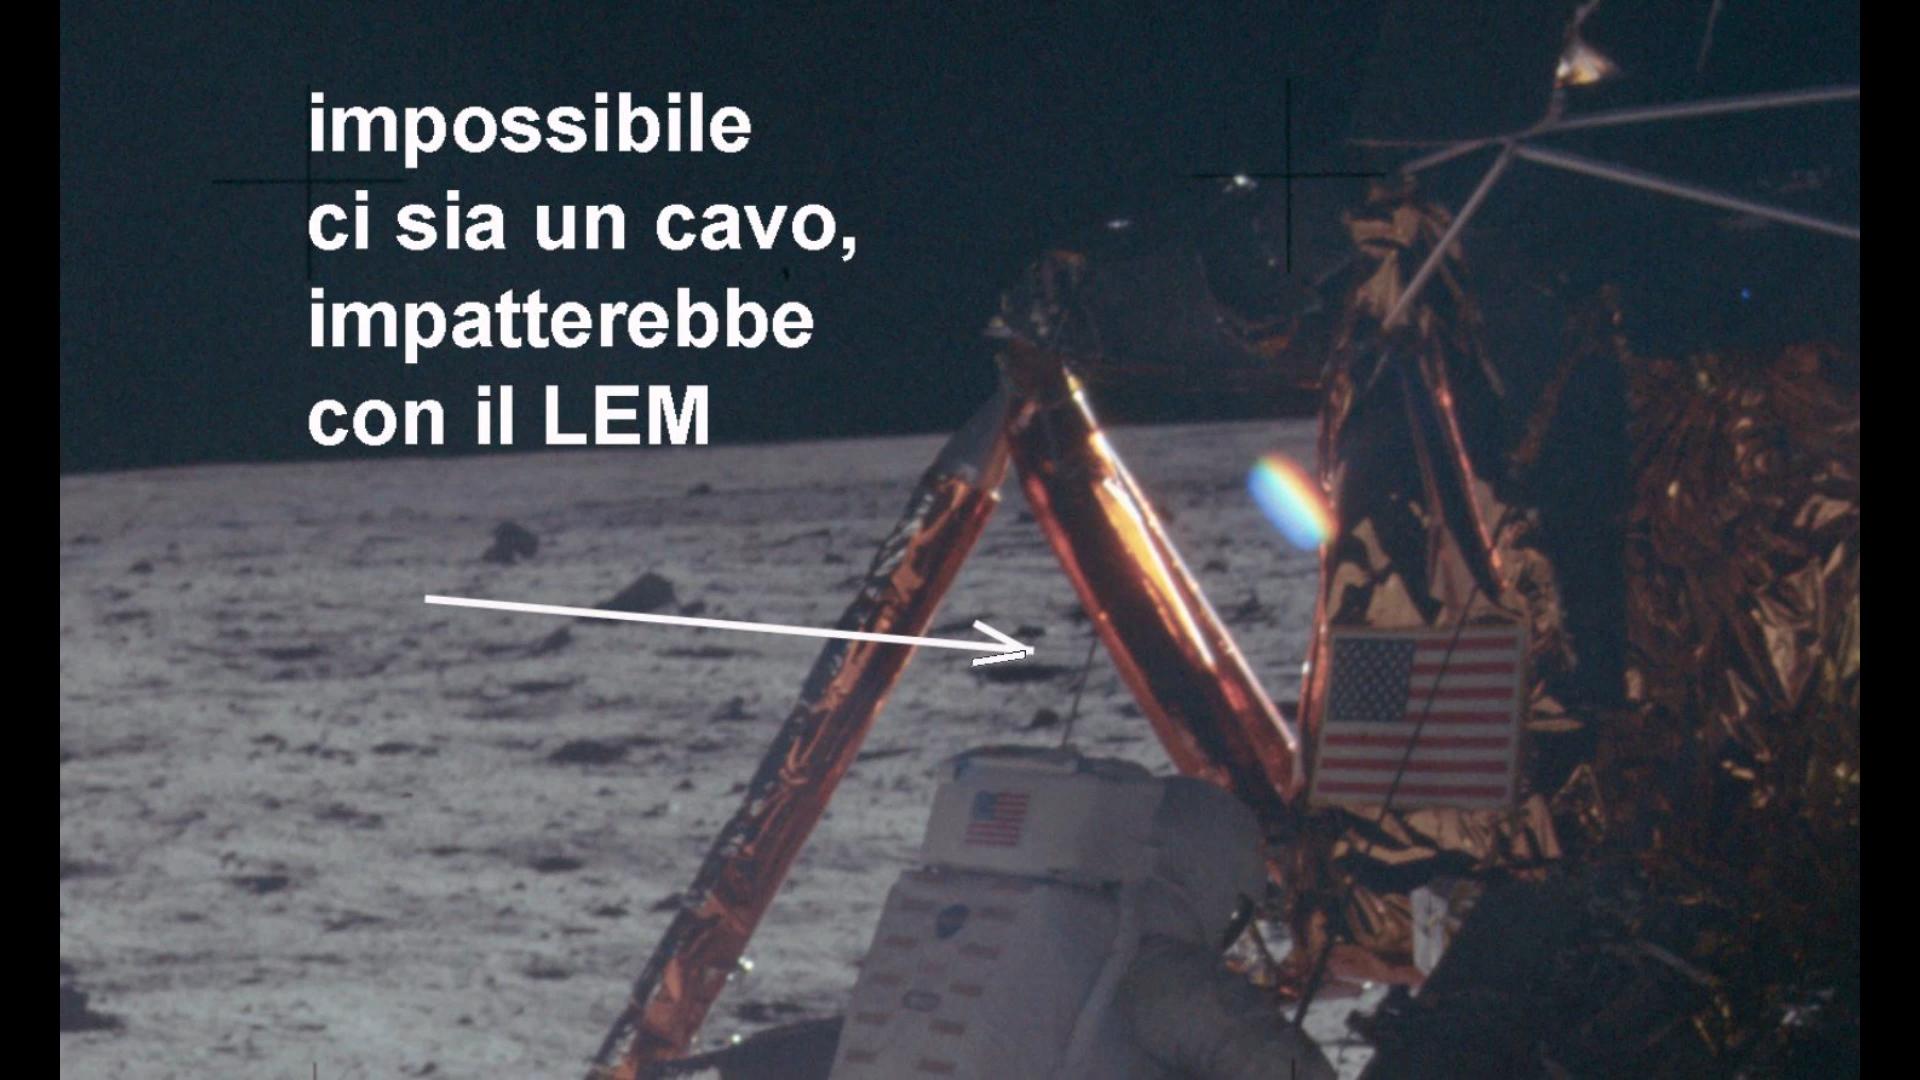 impossibile
ci sia un cavo,
impatterebbe
con il LEM